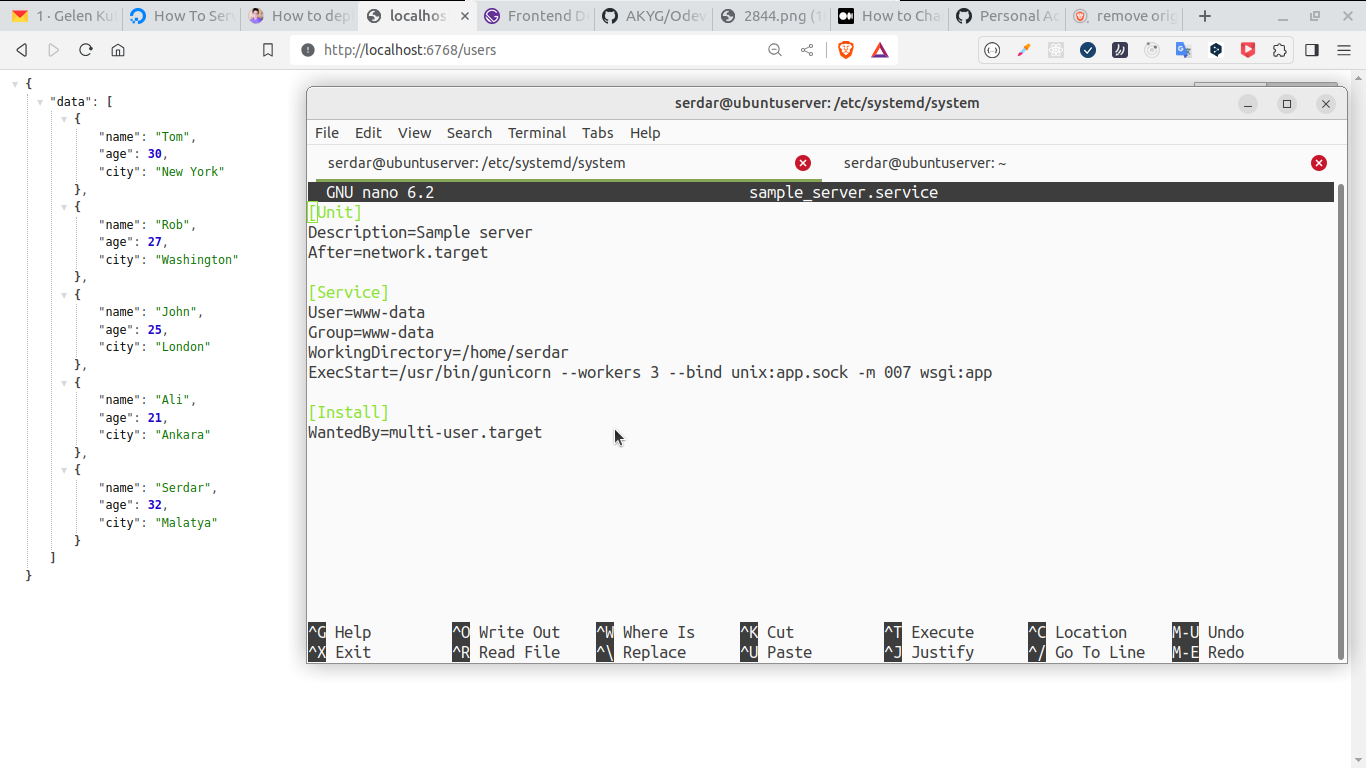 1 · Gelen Ku
How To Ser
How to dep
localhos
Frontend D
AKYG/Odev
2844.png (1
How to Cha
Personal Ac
remove orig
http://localhost:6768/users
{
"data": [
{
"name": "Tom",
"age": 30,
"city": "New York"
},
{
"name": "Rob",
"age": 27,
"city": "Washington"
},
{
"name": "John",
"age": 25,
"city": "London"
},
{
"name": "Ali",
"age": 21,
"city": "Ankara"
},
{
"name": "Serdar",
"age": 32,
"city": "Malatya"
}
]
}
serdar@ubuntuserver: /etc/systemd/system
File Edit View Search Terminal Tabs Help
serdar@ubuntuserver: /etc/systemd/system
serdar@ubuntuserver: ~
GNU nano 6.2 sample_server.service
[Unit]
Description=Sample server
After=network.target
[Service]
User=www-data
Group=www-data
WorkingDirectory=/home/serdar
ExecStart=/usr/bin/gunicorn --workers 3 --bind unix:app.sock -m 007 wsgi:app
[Install]
WantedBy=multi-user.target
^G Help ^O Write Out ^W Where Is ^K Cut ^T Execute ^C Location M-U Undo
^X Exit ^R Read File ^\ Replace ^U Paste ^J Justify ^/ Go To Line M-E Redo